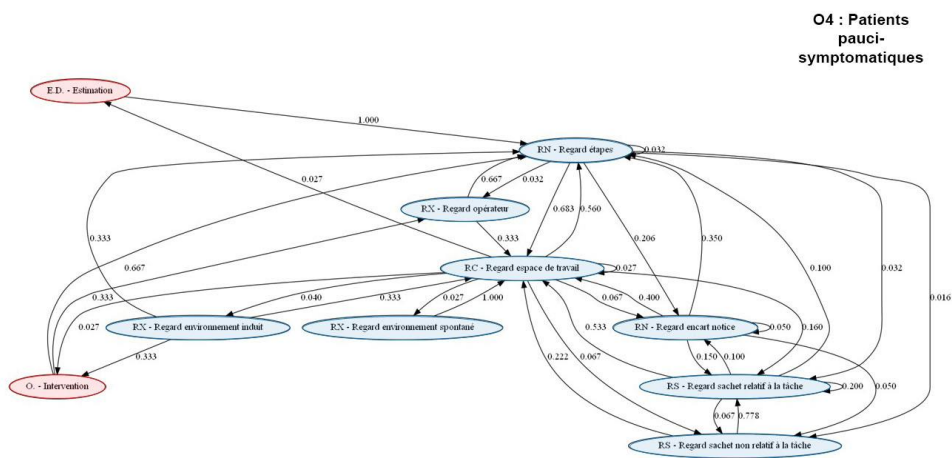 O4 : Patients
pauci-
symptomatiques
E.D. - Estimation
1.000
RN - Regard étapes
0.032
0.667
0.032
0.027
RX - Regard opérateur
0.683
0.560
0.206
0.333
0.333
0.350
RC - Regard espace de travail
0.027
0.100
0.032
0.667
0.333
0.040
0.333
0.027
1.000
0.067
0.400
0.016
0.027
RX - Regard environnement induit
RX - Regard environnement spontané
0.533
RN - Regard encart notice
0.050
0.160
0.333
0.222
0.067
0.150
0.100
O. - Intervention
RS - Regard sachet relatif à la tâche
0.200
0.050
0.067
0.778
RS - Regard sachet non relatif à la tâche